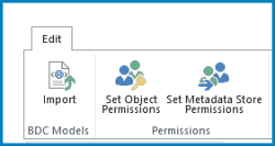 Edit
Import
Set Object
Permissions
Set Metadata Store
Permissions
BDC Models
Permissions